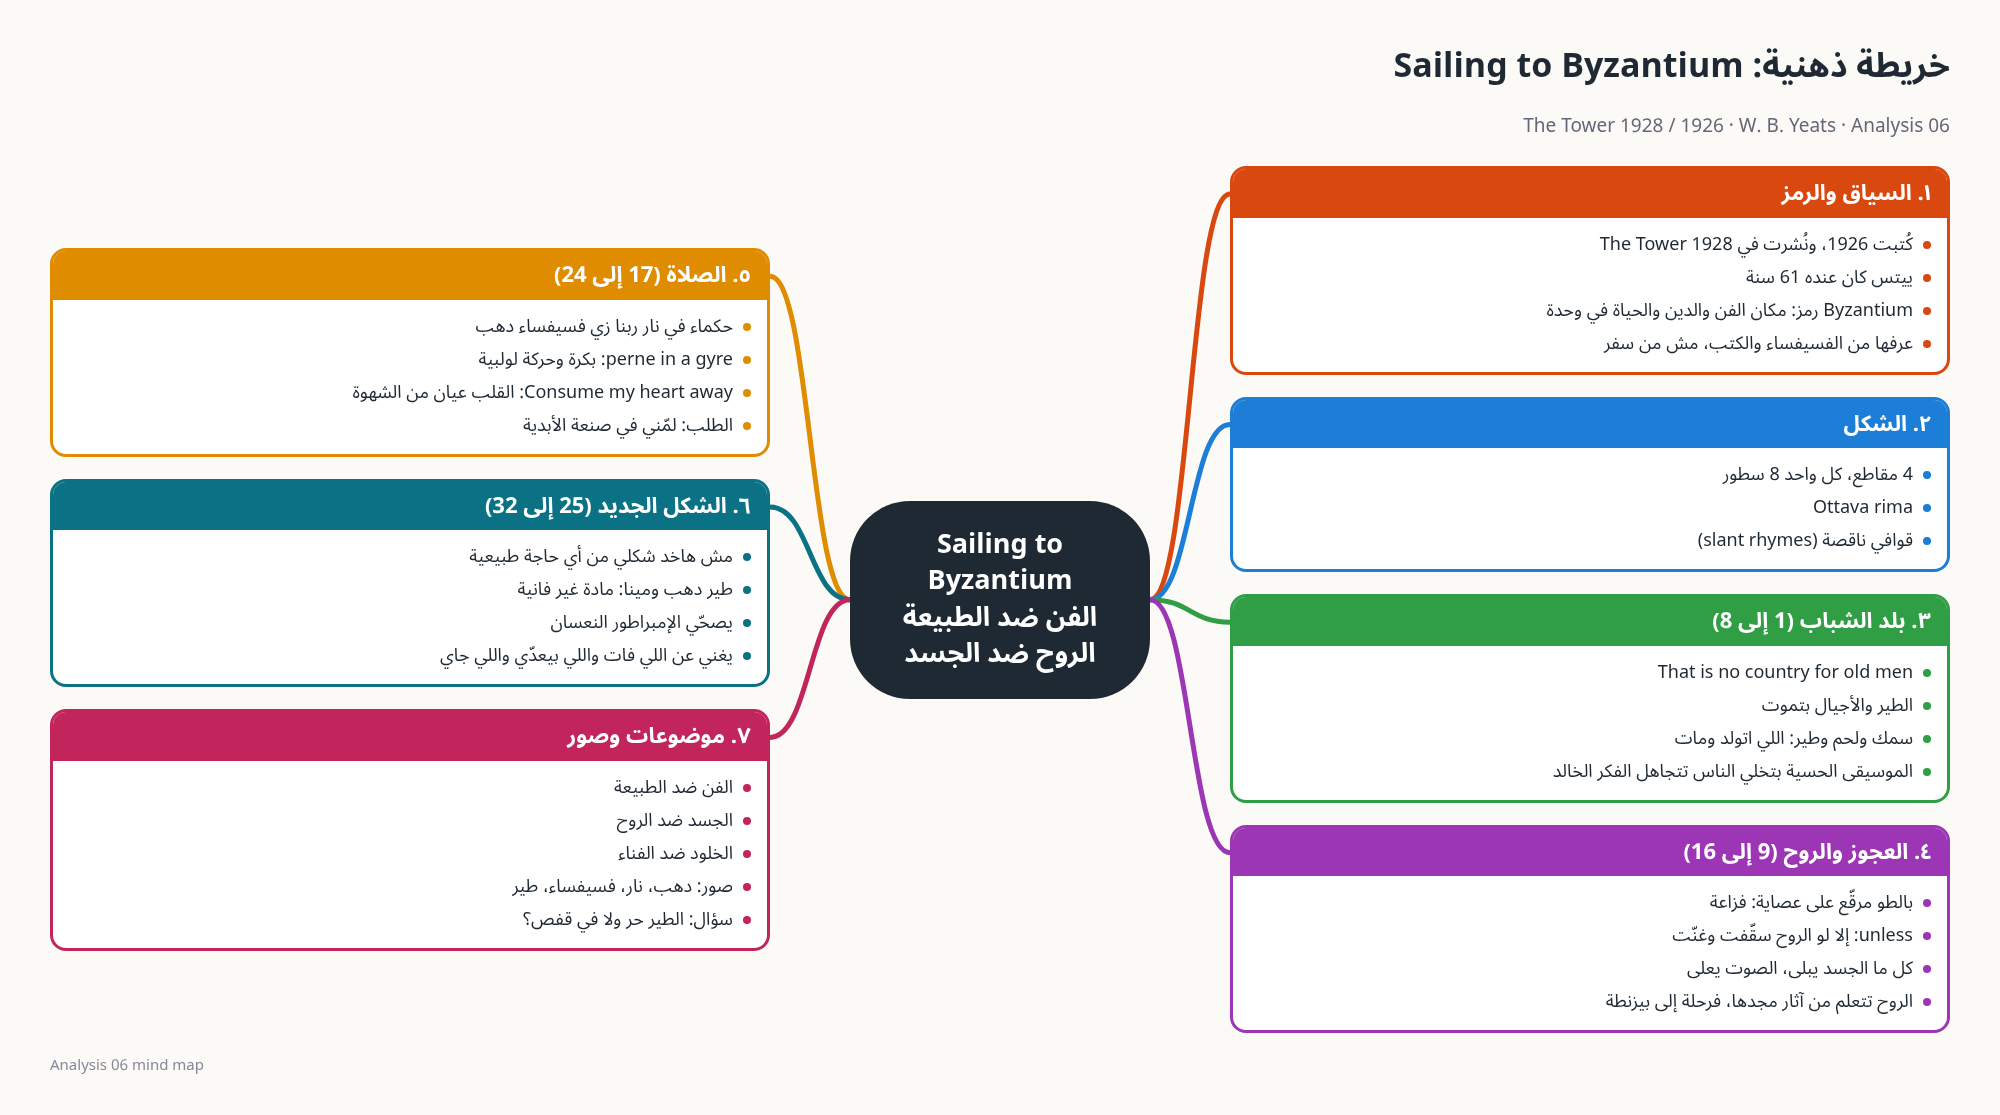 خريطة ذهنية: Sailing to Byzantium
The Tower 1928 / 1926 · W. B. Yeats · Analysis 06
١. السياق والرمز
كُتبت 1926، ونُشرت في The Tower 1928
ييتس كان عنده 61 سنة
Byzantium رمز: مكان الفن والدين والحياة في وحدة
عرفها من الفسيفساء والكتب، مش من سفر
٢. الشكل
4 مقاطع، كل واحد 8 سطور
Ottava rima
قوافي ناقصة (slant rhymes)
٣. بلد الشباب (1 إلى 8)
That is no country for old men
الطير والأجيال بتموت
سمك ولحم وطير: اللي اتولد ومات
الموسيقى الحسية بتخلي الناس تتجاهل الفكر الخالد
٤. العجوز والروح (9 إلى 16)
بالطو مرقّع على عصاية: فزاعة
unless: إلا لو الروح سقّفت وغنّت
كل ما الجسد يبلى، الصوت يعلى
الروح تتعلم من آثار مجدها، فرحلة إلى بيزنطة
Sailing to
Byzantium
الفن ضد الطبيعة
الروح ضد الجسد
٥. الصلاة (17 إلى 24)
حكماء في نار ربنا زي فسيفساء دهب
perne in a gyre: بكرة وحركة لولبية
Consume my heart away: القلب عيان من الشهوة
الطلب: لمّني في صنعة الأبدية
٦. الشكل الجديد (25 إلى 32)
مش هاخد شكلي من أي حاجة طبيعية
طير دهب ومينا: مادة غير فانية
يصحّي الإمبراطور النعسان
يغني عن اللي فات واللي بيعدّي واللي جاي
٧. موضوعات وصور
الفن ضد الطبيعة
الجسد ضد الروح
الخلود ضد الفناء
صور: دهب، نار، فسيفساء، طير
سؤال: الطير حر ولا في قفص؟
Analysis 06 mind map